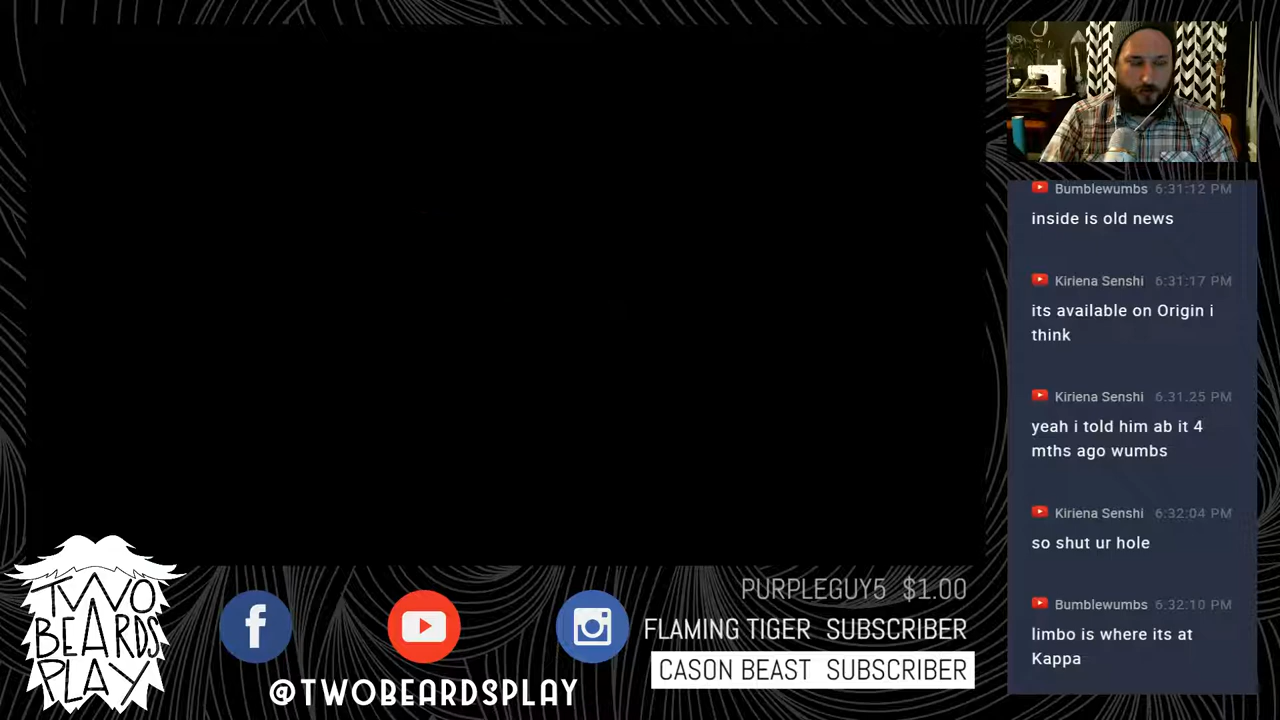 Bumblewumbs 6:31:12 PM
inside is old news
Kiriena Senshi 6:31:17 PM
its available on Origin i
think
Kiriena Senshi 6:31:25 PM
yeah i told him ab it 4
mths ago wumbs
Kiriena Senshi 6:32:04 PM
so shut ur hole
Bumblewumbs 6:32:10 PM
limbo is where its at
Kappa
TWO
BEARDS
PLAY
f
@TWOBEARDSPLAY
PURPLEGUY5 $1.00
FLAMING TIGER SUBSCRIBER
CASON BEAST SUBSCRIBER